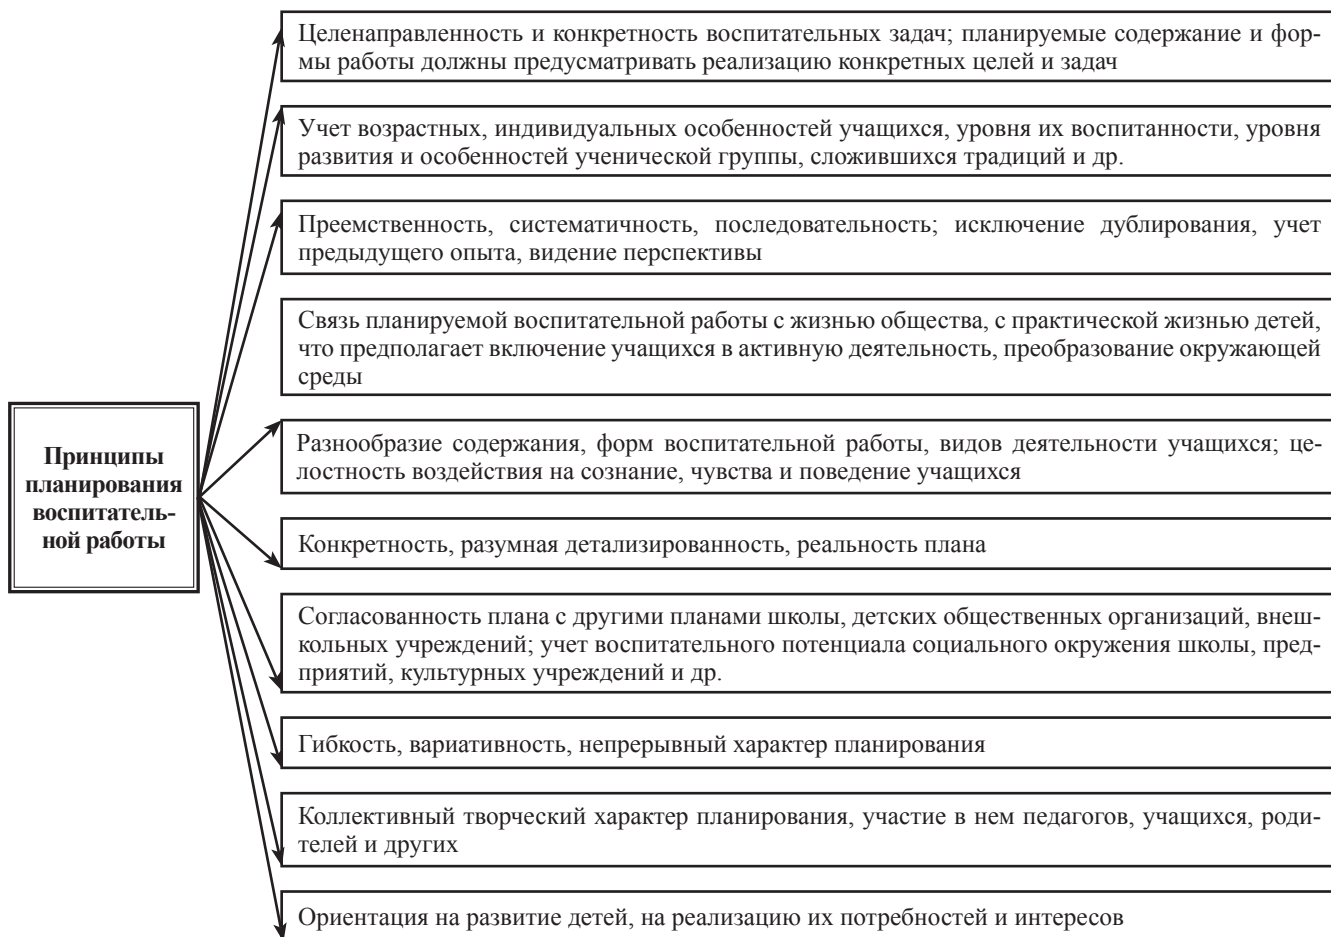 Целенаправленность и конкретность воспитательных задач; планируемые содержание и фор-
мы работы должны предусматривать реализацию конкретных целей и задач
Учет возрастных, индивидуальных особенностей учащихся, уровня их воспитанности, уровня
развития и особенностей ученической группы, сложившихся традиций и др.
Преемственность, систематичность, последовательность; исключение дублирования, учет
предыдущего опыта, видение перспективы
Связь планируемой воспитательной работы с жизнью общества, с практической жизнью детей,
что предполагает включение учащихся в активную деятельность, преобразование окружающей
среды
Принципы
планирования
воспитатель-
ной работы
Разнообразие содержания, форм воспитательной работы, видов деятельности учащихся; це-
лостность воздействия на сознание, чувства и поведение учащихся
Конкретность, разумная детализированность, реальность плана
Согласованность плана с другими планами школы, детских общественных организаций, внеш-
кольных учреждений; учет воспитательного потенциала социального окружения школы, пред-
приятий, культурных учреждений и др.
Гибкость, вариативность, непрерывный характер планирования
Коллективный творческий характер планирования, участие в нем педагогов, учащихся, роди-
телей и других
Ориентация на развитие детей, на реализацию их потребностей и интересов